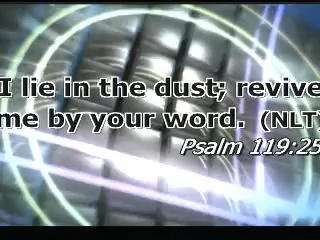 I lie in the dust; revive
me by your word. (NLT)
Psalm 119:25